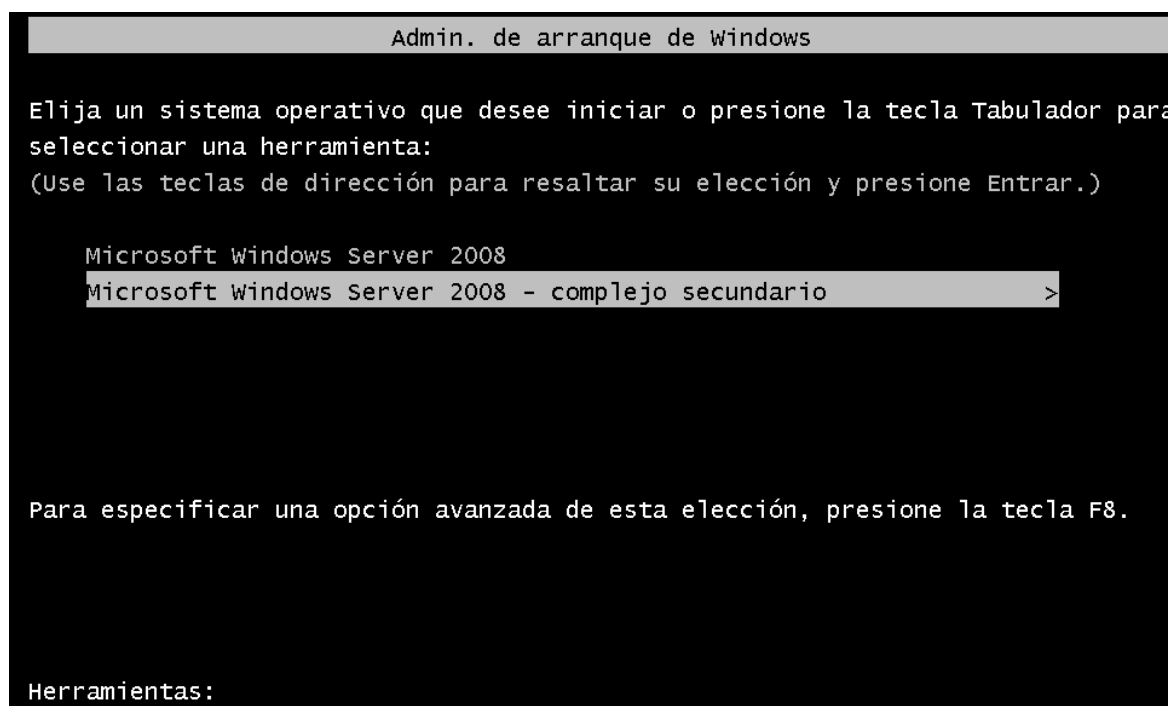 Admin. de arranque de Windows
Elija un sistema operativo que desee iniciar o presione la tecla Tabulador para
seleccionar una herramienta:
(Use las teclas de dirección para resaltar su elección y presione Entrar.)
Microsoft Windows Server 2008
Microsoft Windows Server 2008 - complejo secundario >
Para especificar una opción avanzada de esta elección, presione la tecla F8.
Herramientas: